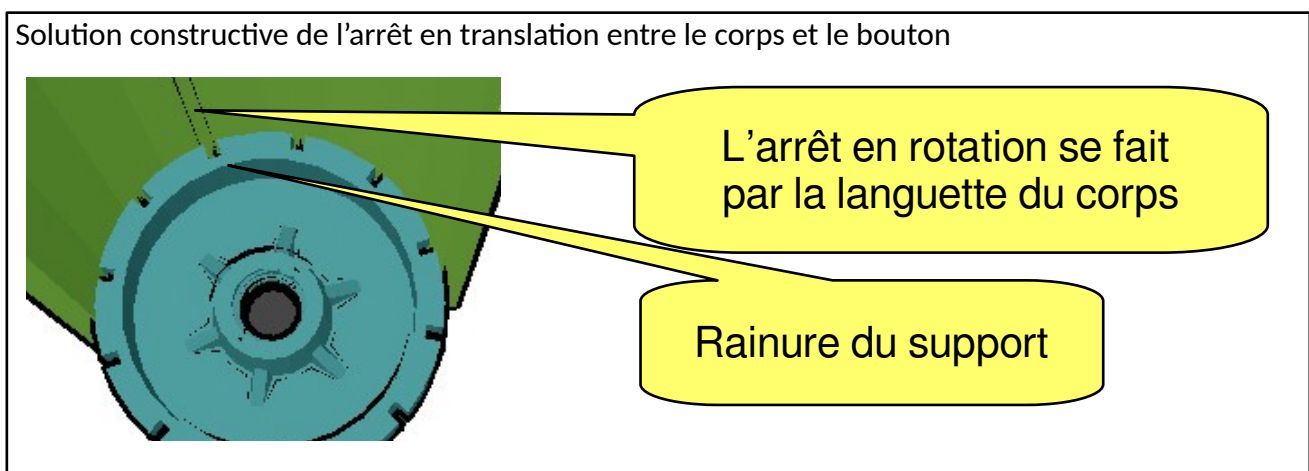 Solution constructive de l’arrêt en translation entre le corps et le bouton
L’arrêt en rotation se fait
par la languette du corps
Rainure du support